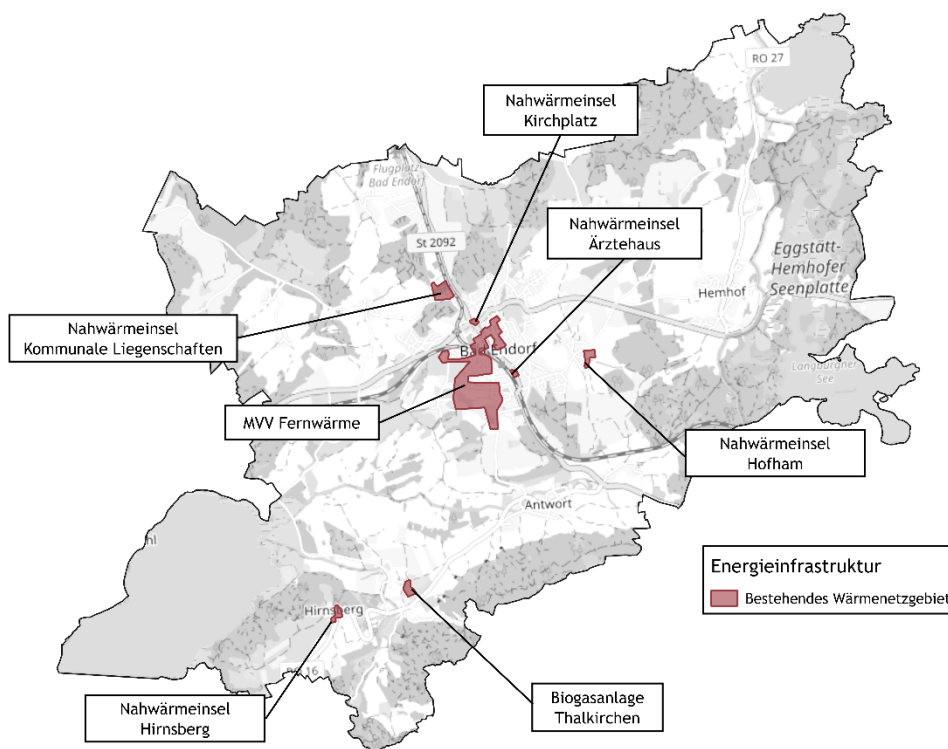 RO 27
Nahwärmeinsel
Kirchplatz
Flugplatz
Bad Endorf
Nahwärmeinsel
Ärztehaus
St 2092
Eggstätt-
Hemhofer
Seenplatte
Hemhof
Nahwärmeinsel
Kommunale Liegenschaften
Bad Endorf
Langbürgner
See
MVV Fernwärme
Nahwärmeinsel
Hofham
Antwort
Energieinfrastruktur
Bestehendes Wärmenetzgebiet
Hirnsberg
Nahwärmeinsel
Hirnsberg
Biogasanlage
Thalkirchen